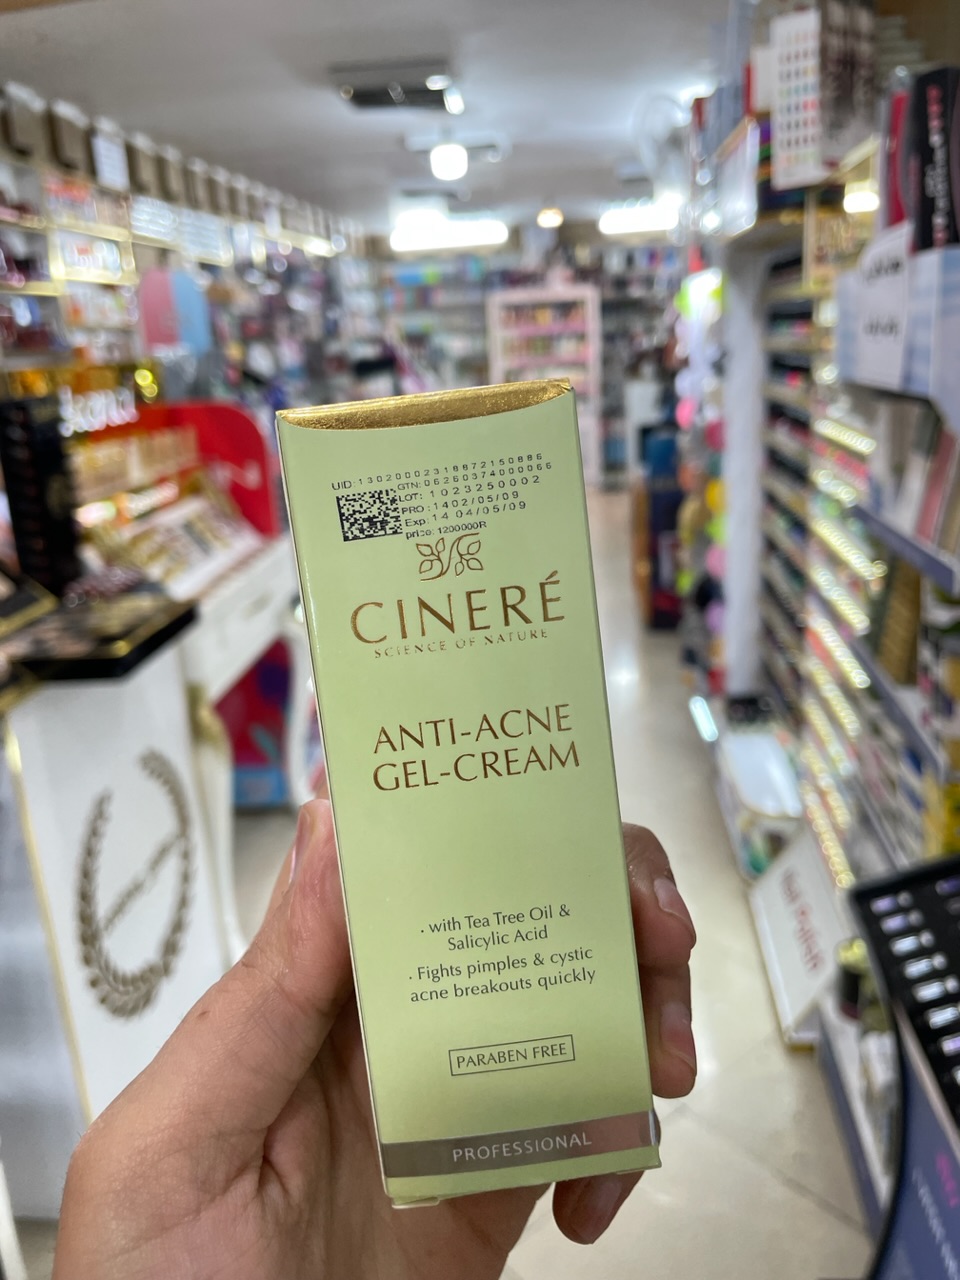 UID:13020002318872150886
GTN:06260374000066
LOT: 1023250002
PRO: 1402/05/09
Exp: 1404/05/09
price: 1200000R
CINERÉ
SCIENCE OF NATURE
ANTI-ACNE
GEL-CREAM
· with Tea Tree Oil &
Salicylic Acid
· Fights pimples & cystic
acne breakouts quickly
PARABEN FREE
PROFESSIONAL